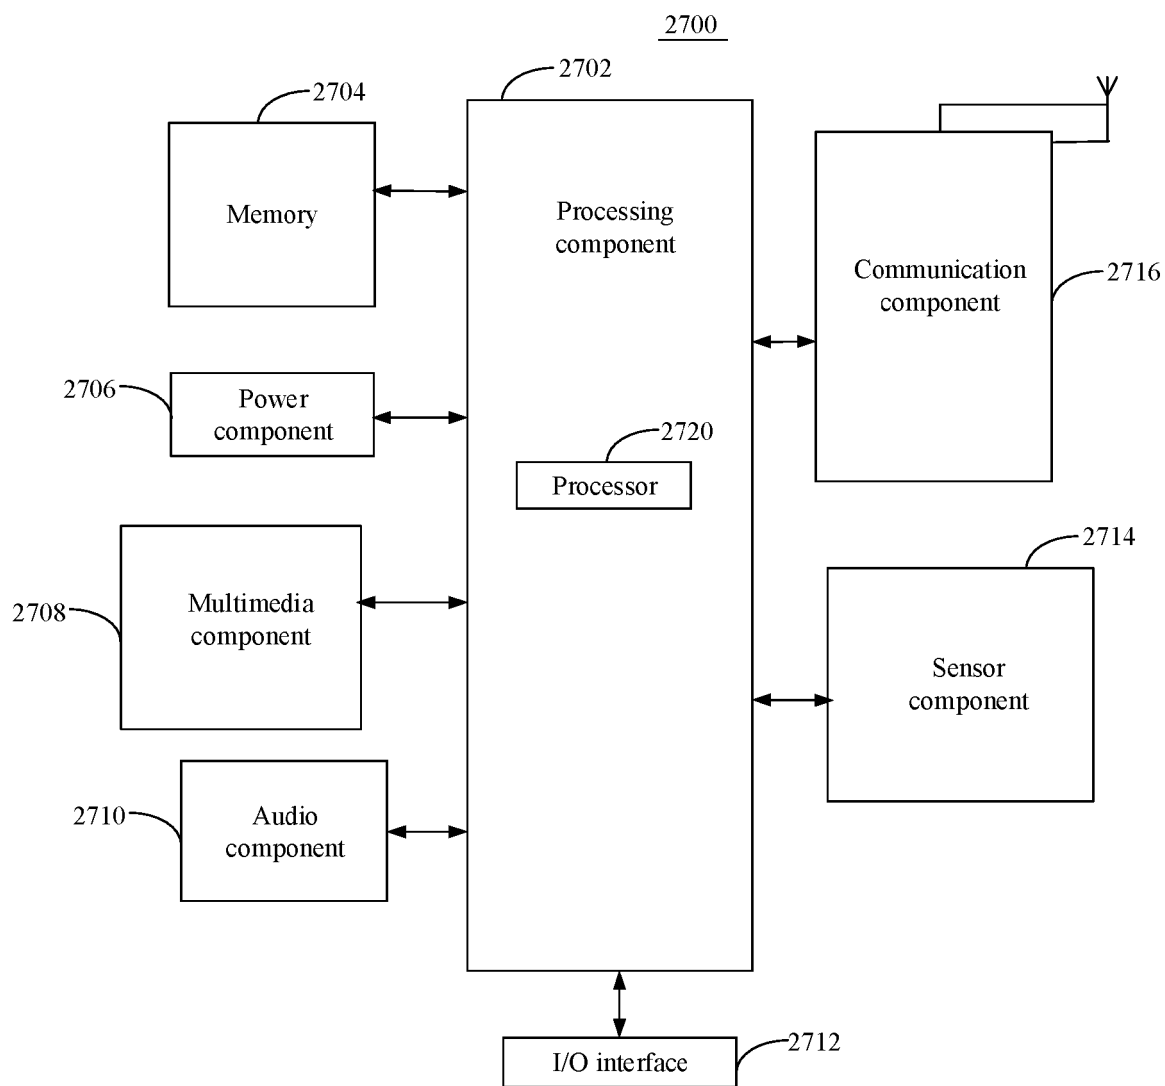 2700
2702
2704
Memory
Processing
component
Communication
component
2716
2706
Power
component
2720
Processor
2714
2708
Multimedia
component
Sensor
component
2710
Audio
component
I/O interface
2712